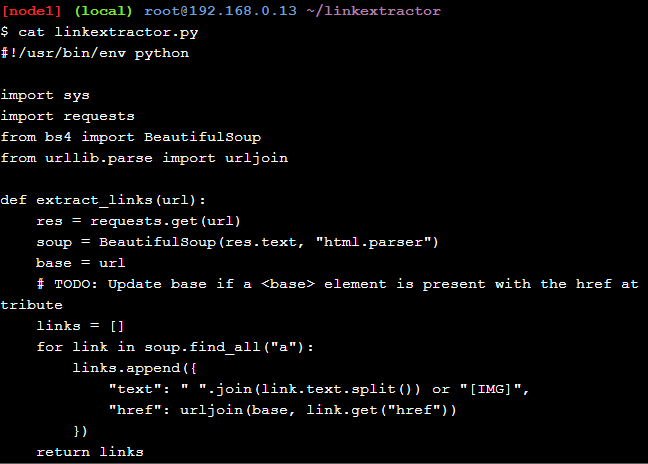 [node1] (local) root@192.168.0.13 ~/linkextractor
$ cat linkextractor.py
#!/usr/bin/env python

import sys
import requests
from bs4 import BeautifulSoup
from urllib.parse import urljoin

def extract_links(url):
    res = requests.get(url)
    soup = BeautifulSoup(res.text, "html.parser")
    base = url
    # TODO: Update base if a <base> element is present with the href at
tribute
    links = []
    for link in soup.find_all("a"):
        links.append({
            "text": " ".join(link.text.split()) or "[IMG]",
            "href": urljoin(base, link.get("href"))
        })
    return links